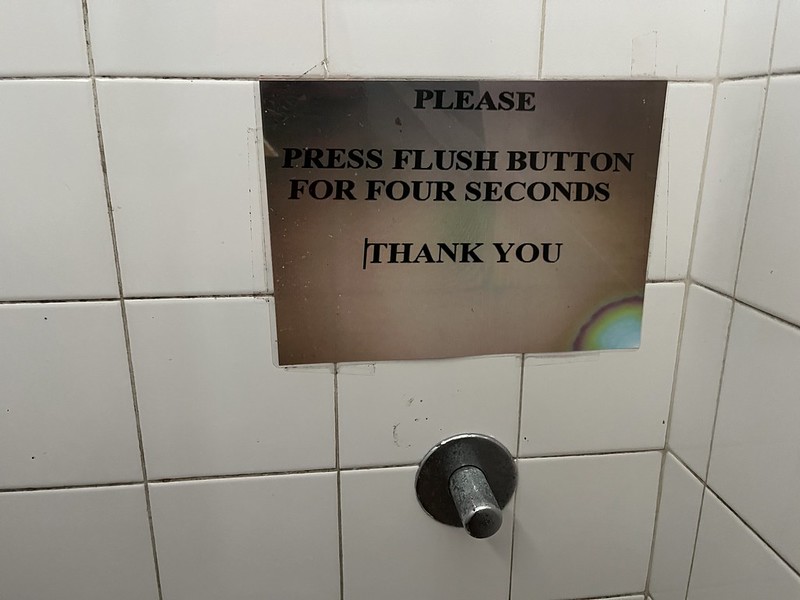 PLEASE
PRESS FLUSH BUTTON
FOR FOUR SECONDS
THANK YOU